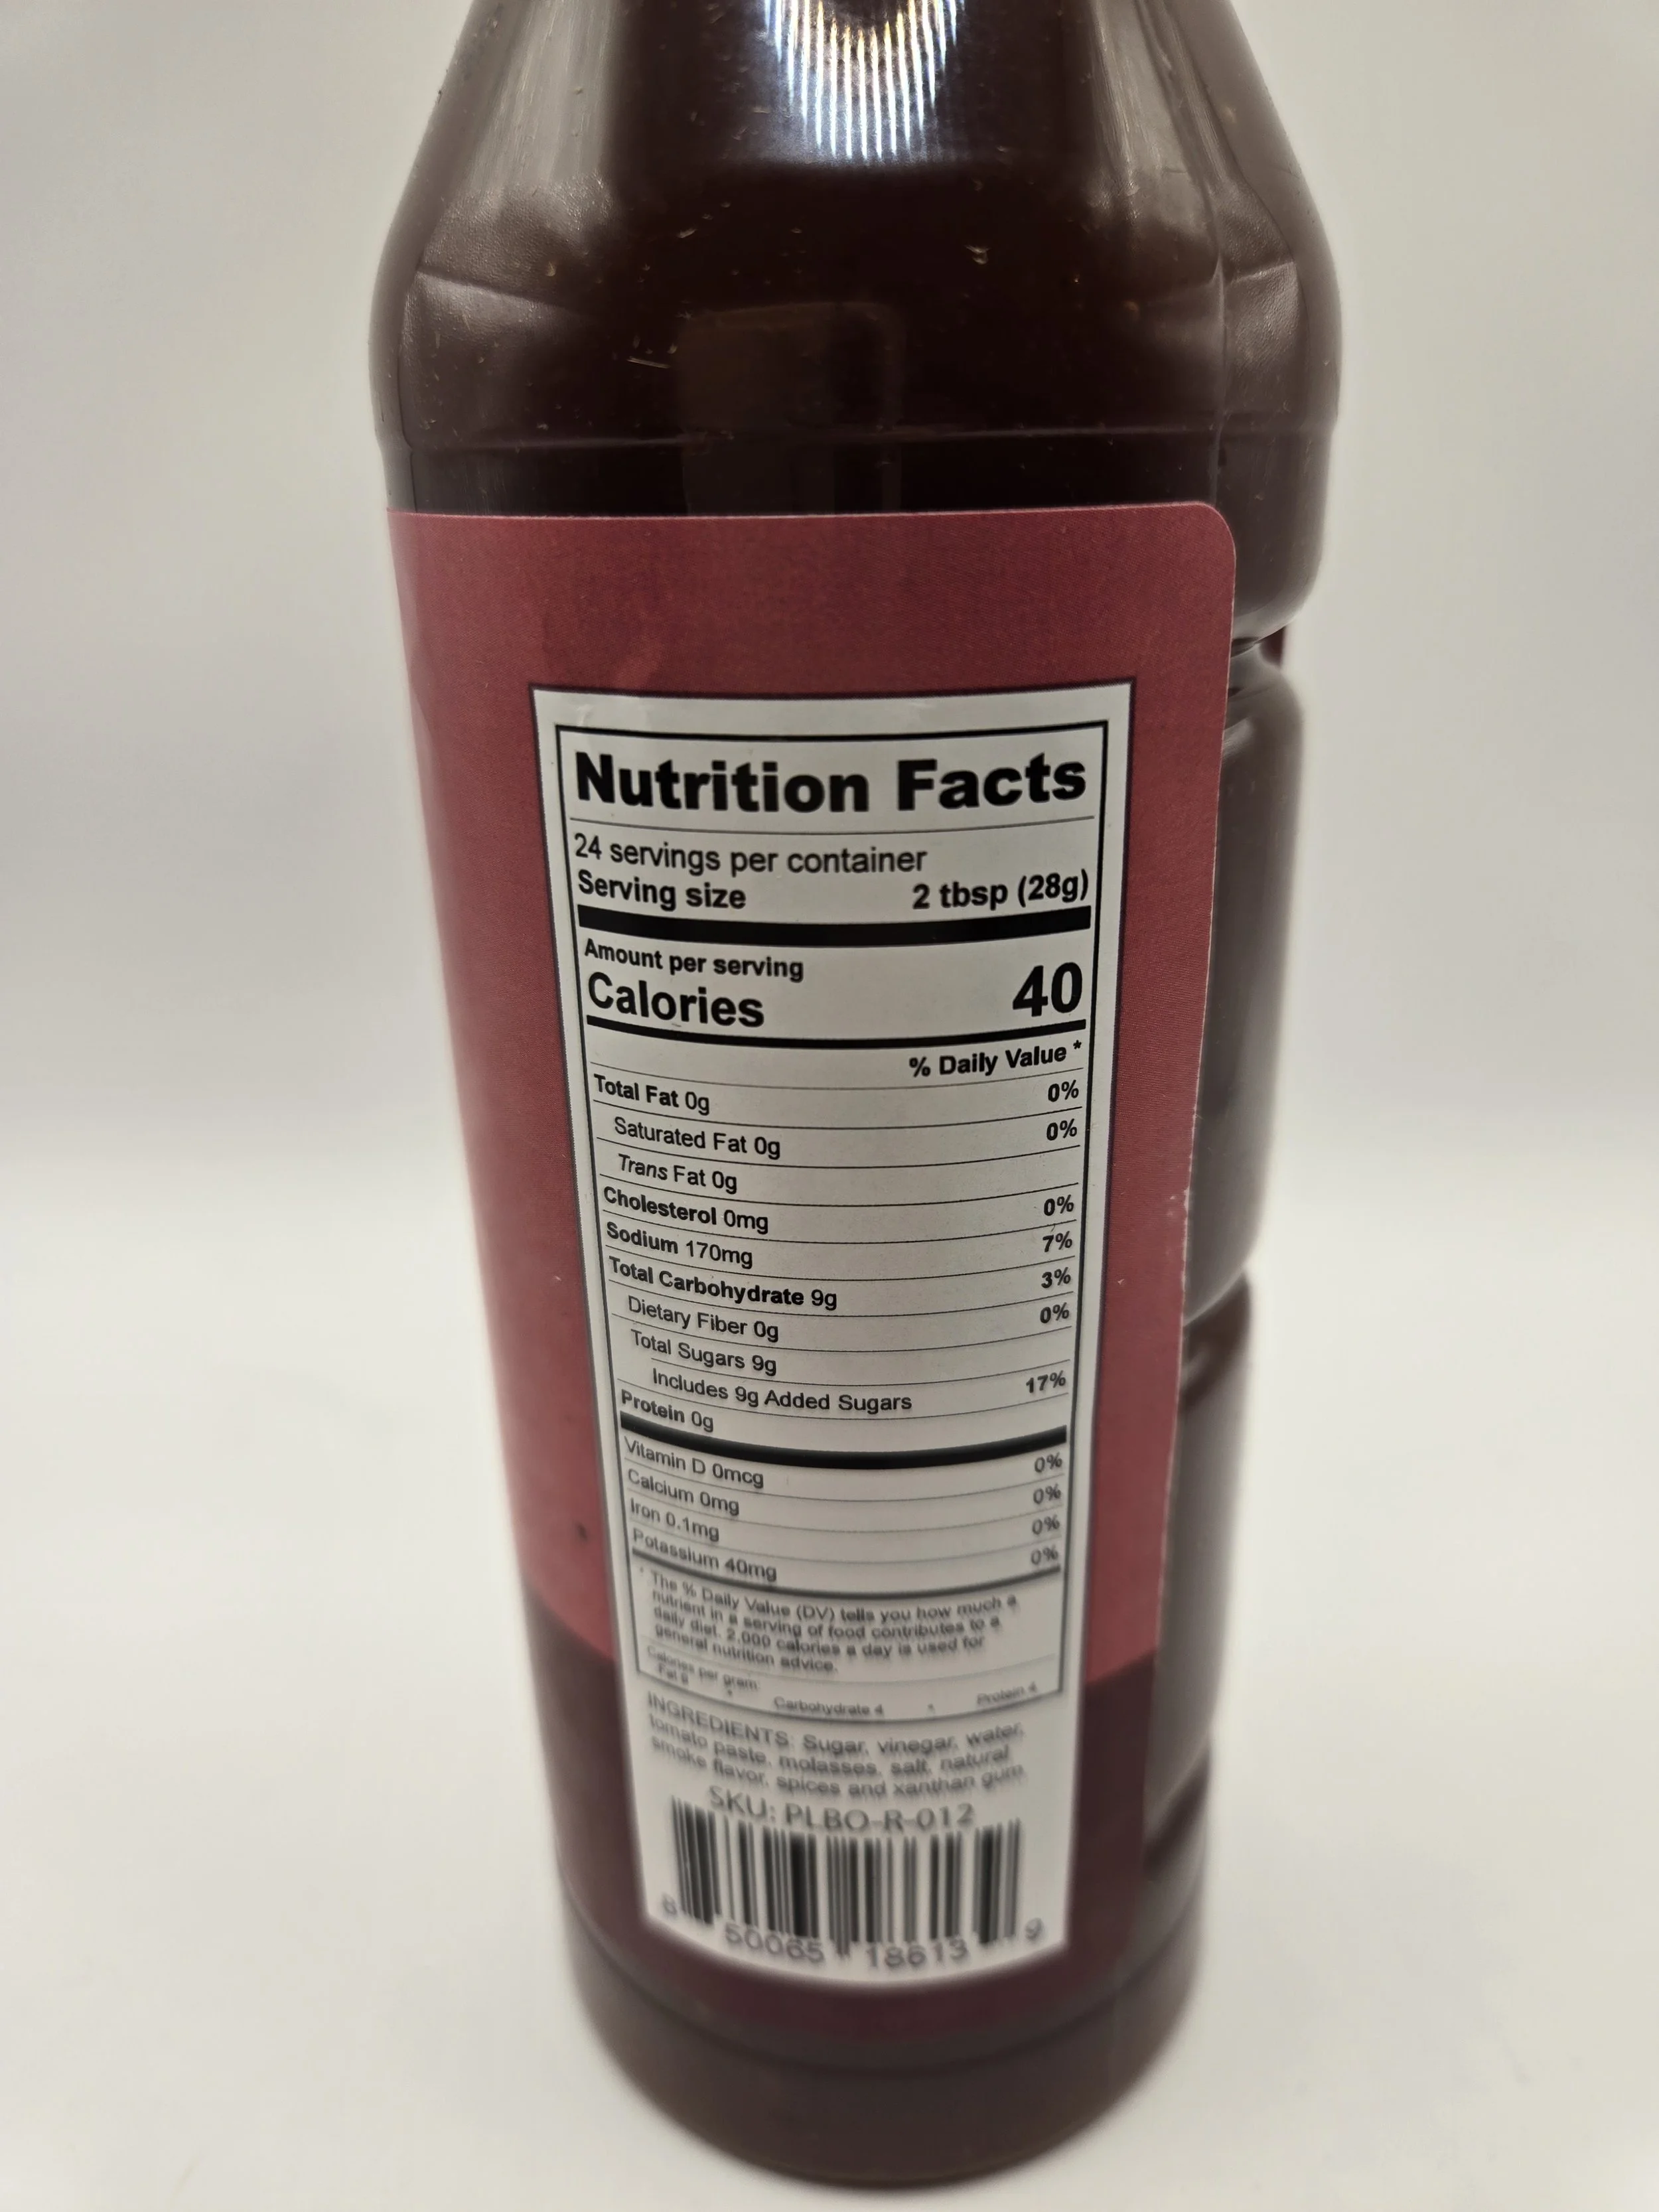 Nutrition Facts
24 servings per container
Serving size 2 tbsp (28g)
Amount per serving
Calories 40
% Daily Value *
Total Fat 0g 0%
Saturated Fat 0g 0%
Trans Fat 0g
Cholesterol 0mg 0%
Sodium 170mg 7%
Total Carbohydrate 9g 3%
Dietary Fiber 0g 0%
Total Sugars 9g
Includes 9g Added Sugars 17%
Protein 0g
Vitamin D 0mcg 0%
Calcium 0mg 0%
Iron 0.1mg 0%
Potassium 40mg 0%
* The % Daily Value (DV) tells you how much a
nutrient in a serving of food contributes to a
daily diet. 2,000 calories a day is used for
general nutrition advice.
Calories per gram:
Fat 9 • Carbohydrate 4 • Protein 4
INGREDIENTS: Sugar, vinegar, water,
tomato paste, molasses, salt, natural
smoke flavor, spices and xanthan gum
SKU: PLBO-R-012
8 50065 18613 9